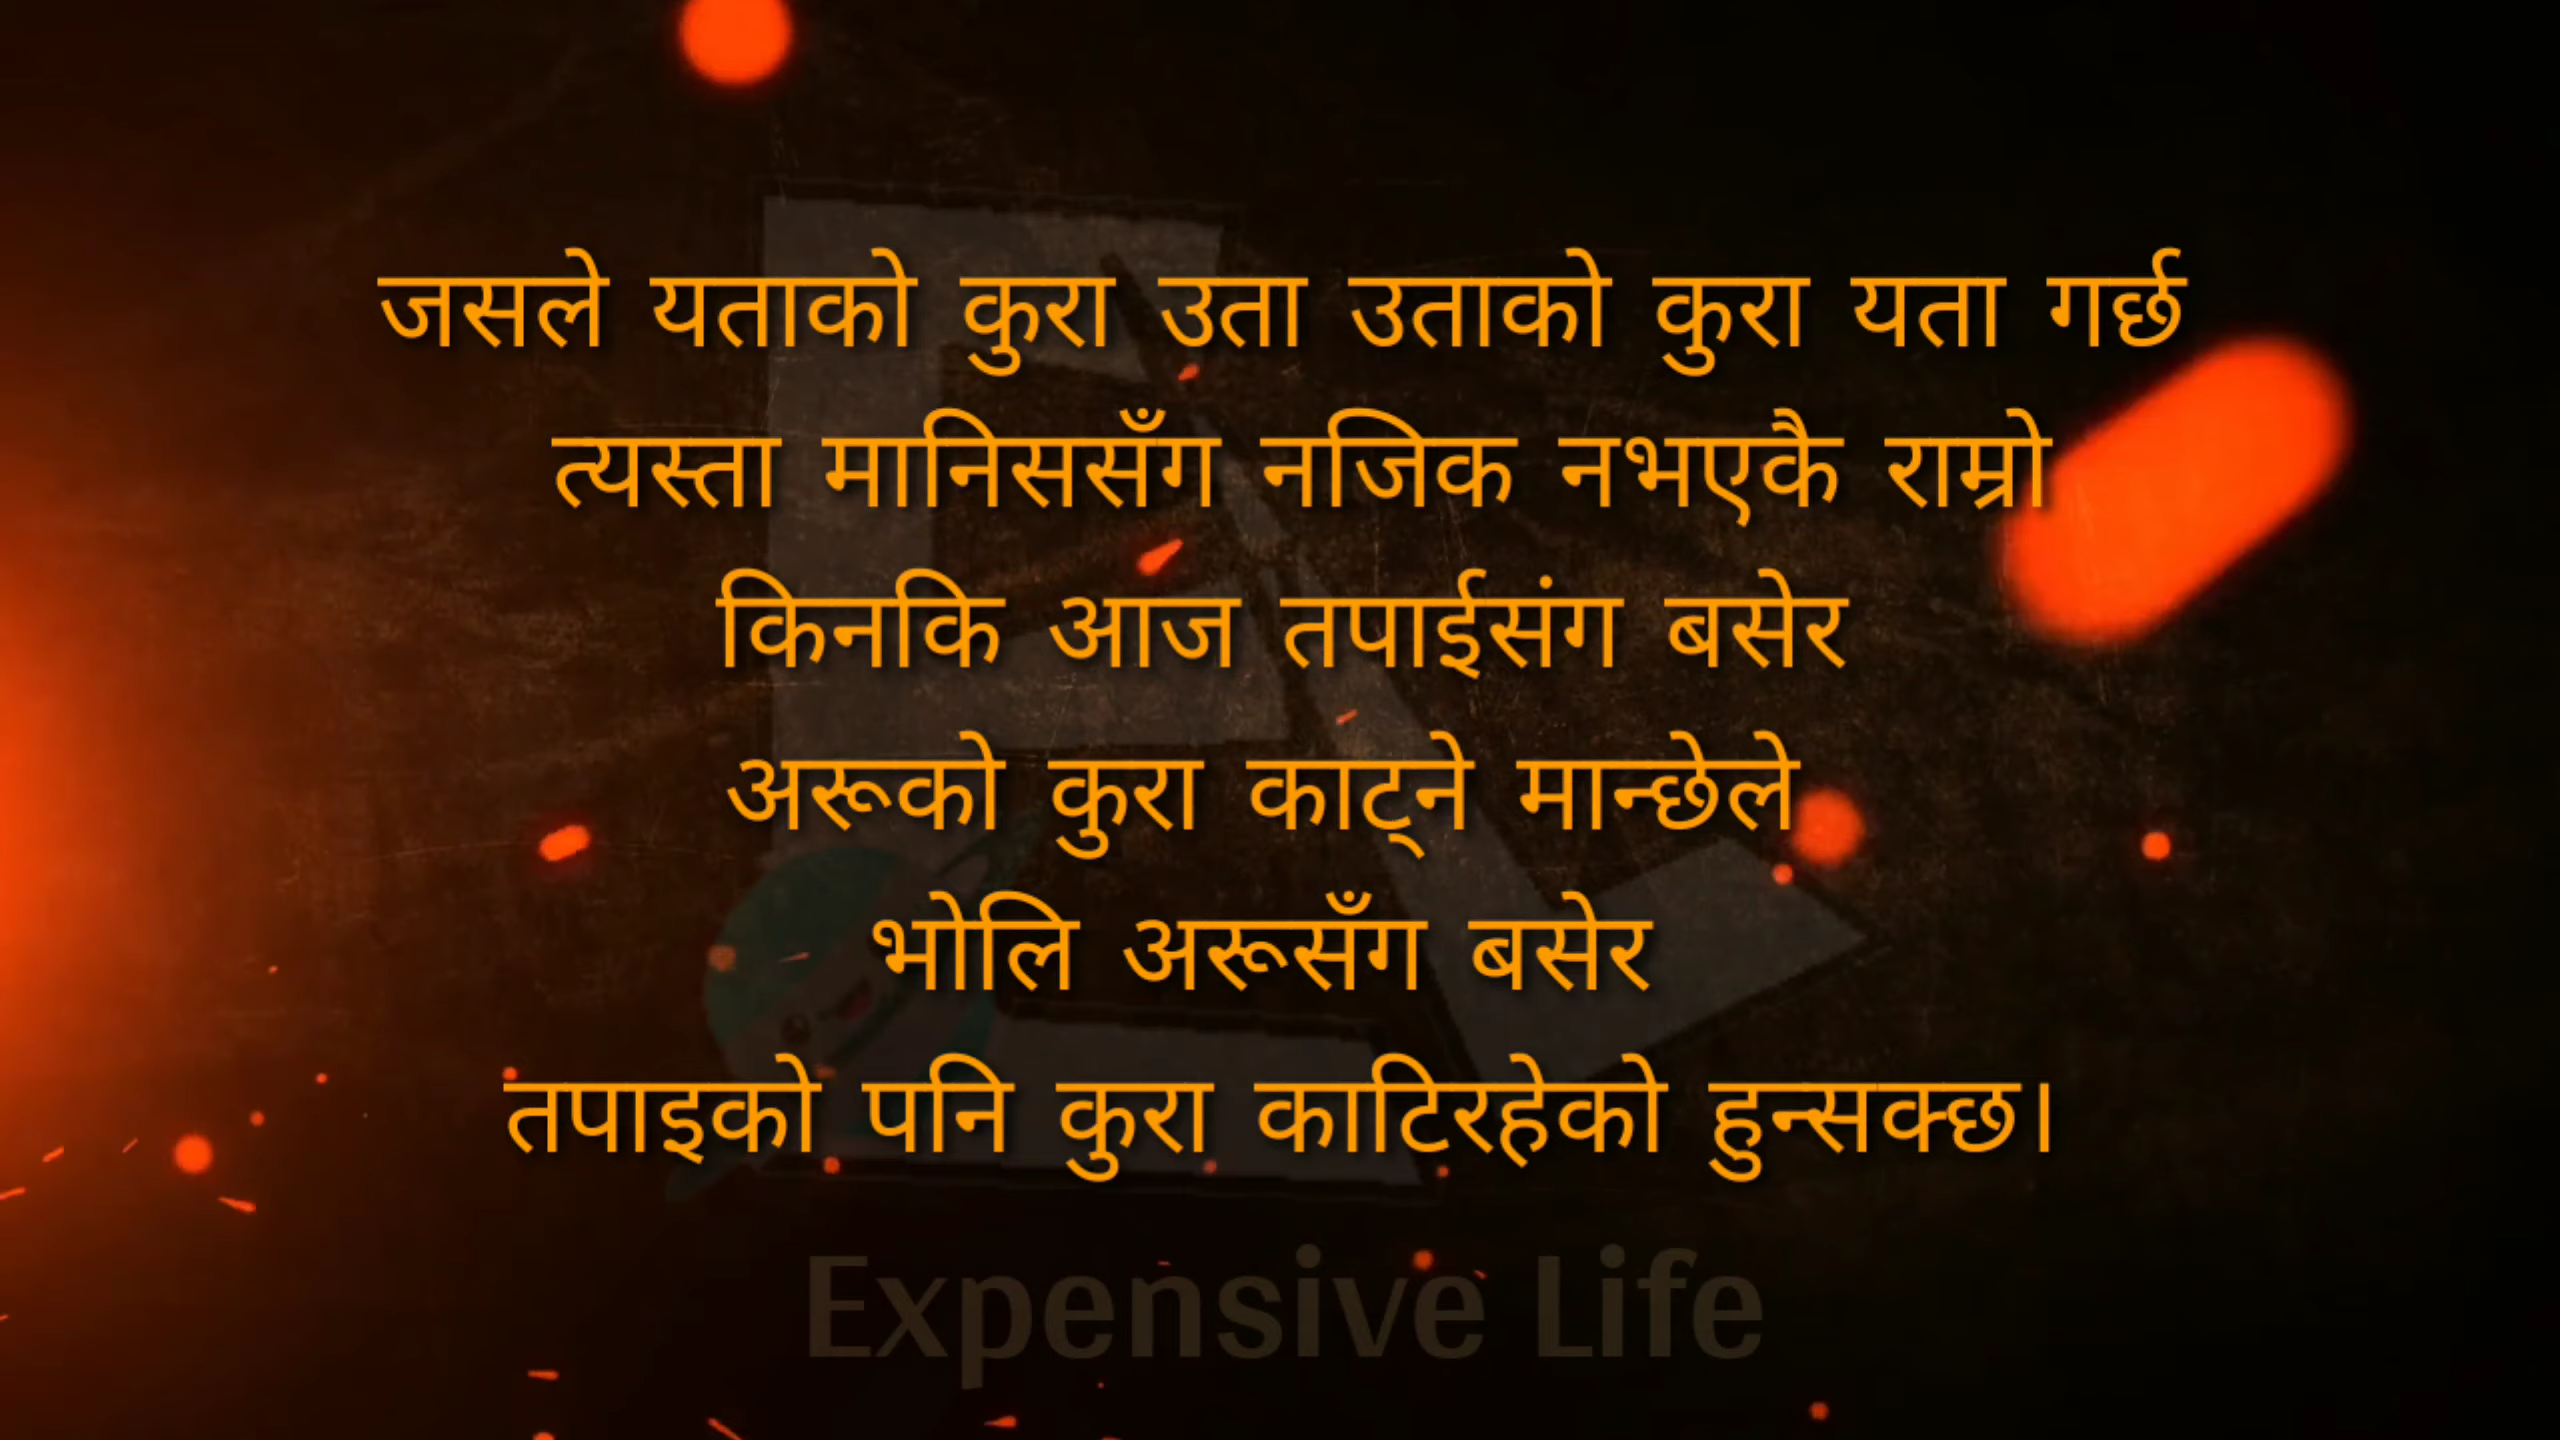 जसले यताको कुरा उता उताको कुरा यता गर्छ
त्यस्ता मानिससँग नजिक नभएकै राम्रो
किनकि आज तपाईसंग बसेर
अरूको कुरा काट्ने मान्छेले
भोलि अरूसँग बसेर
तपाइको पनि कुरा काटिरहेको हुन्सक्छ।
Expensive Life